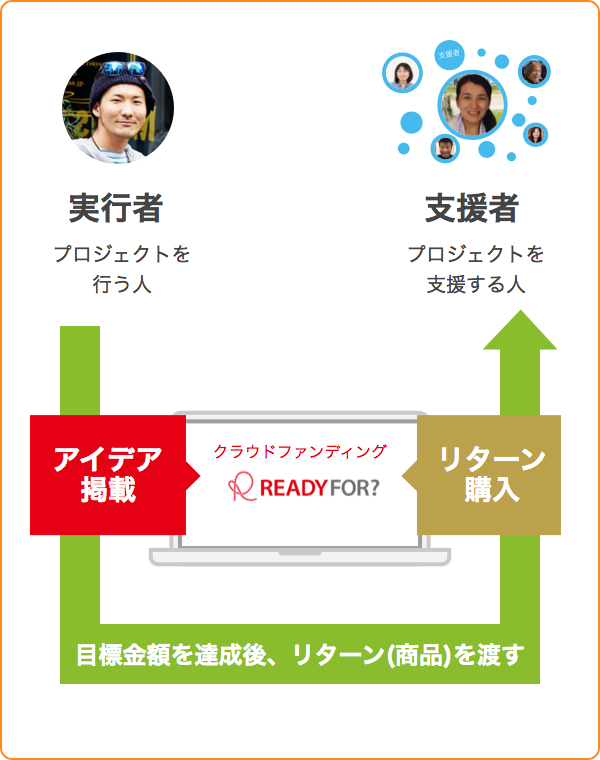 支援者
実行者
プロジェクトを
行う人
支援者
プロジェクトを
支援する人
アイデア
掲載
クラウドファンディング
READYFOR?
リターン
購入
目標金額を達成後、リターン(商品)を渡す